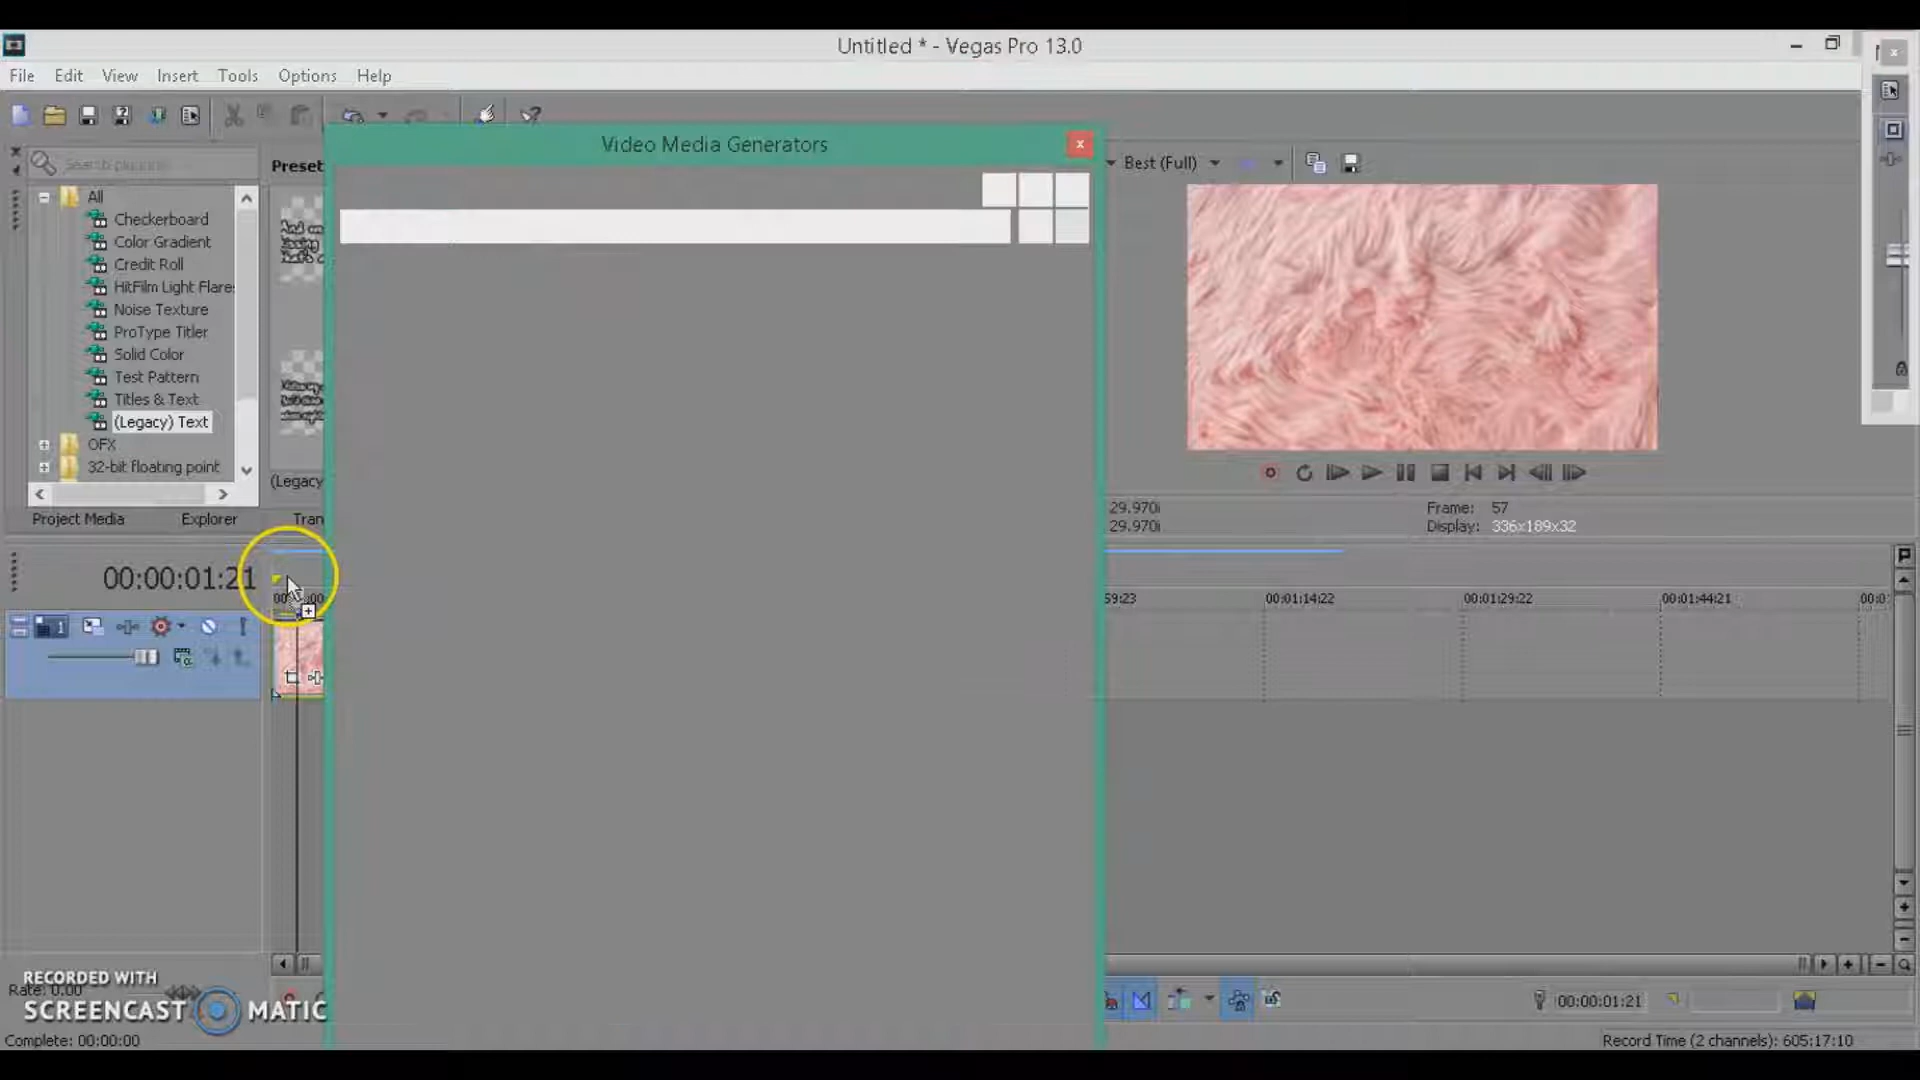 Untitled * - Vegas Pro 13.0
File Edit View Insert Tools Options Help
Video Media Generators
Search
Preset
Best (Full)
All
Checkerboard
Color Gradient
Credit Roll
HitFilm Light Flare
Noise Texture
ProType Titler
Solid Color
Test Pattern
Titles & Text
(Legacy) Text
OFX
32-bit floating point
(Legacy
Project Media Explorer Tran
29.970i
29.970i
Frame: 57
Display: 336x189x32
00:00:01:21
59:23 00:01:14:22 00:01:29:22 00:01:44:21 00:0
1
RECORDED WITH
SCREENCAST MATIC
Rate: 0.00
00:00:01:21
Complete: 00:00:00
Record Time (2 channels): 605:17:10